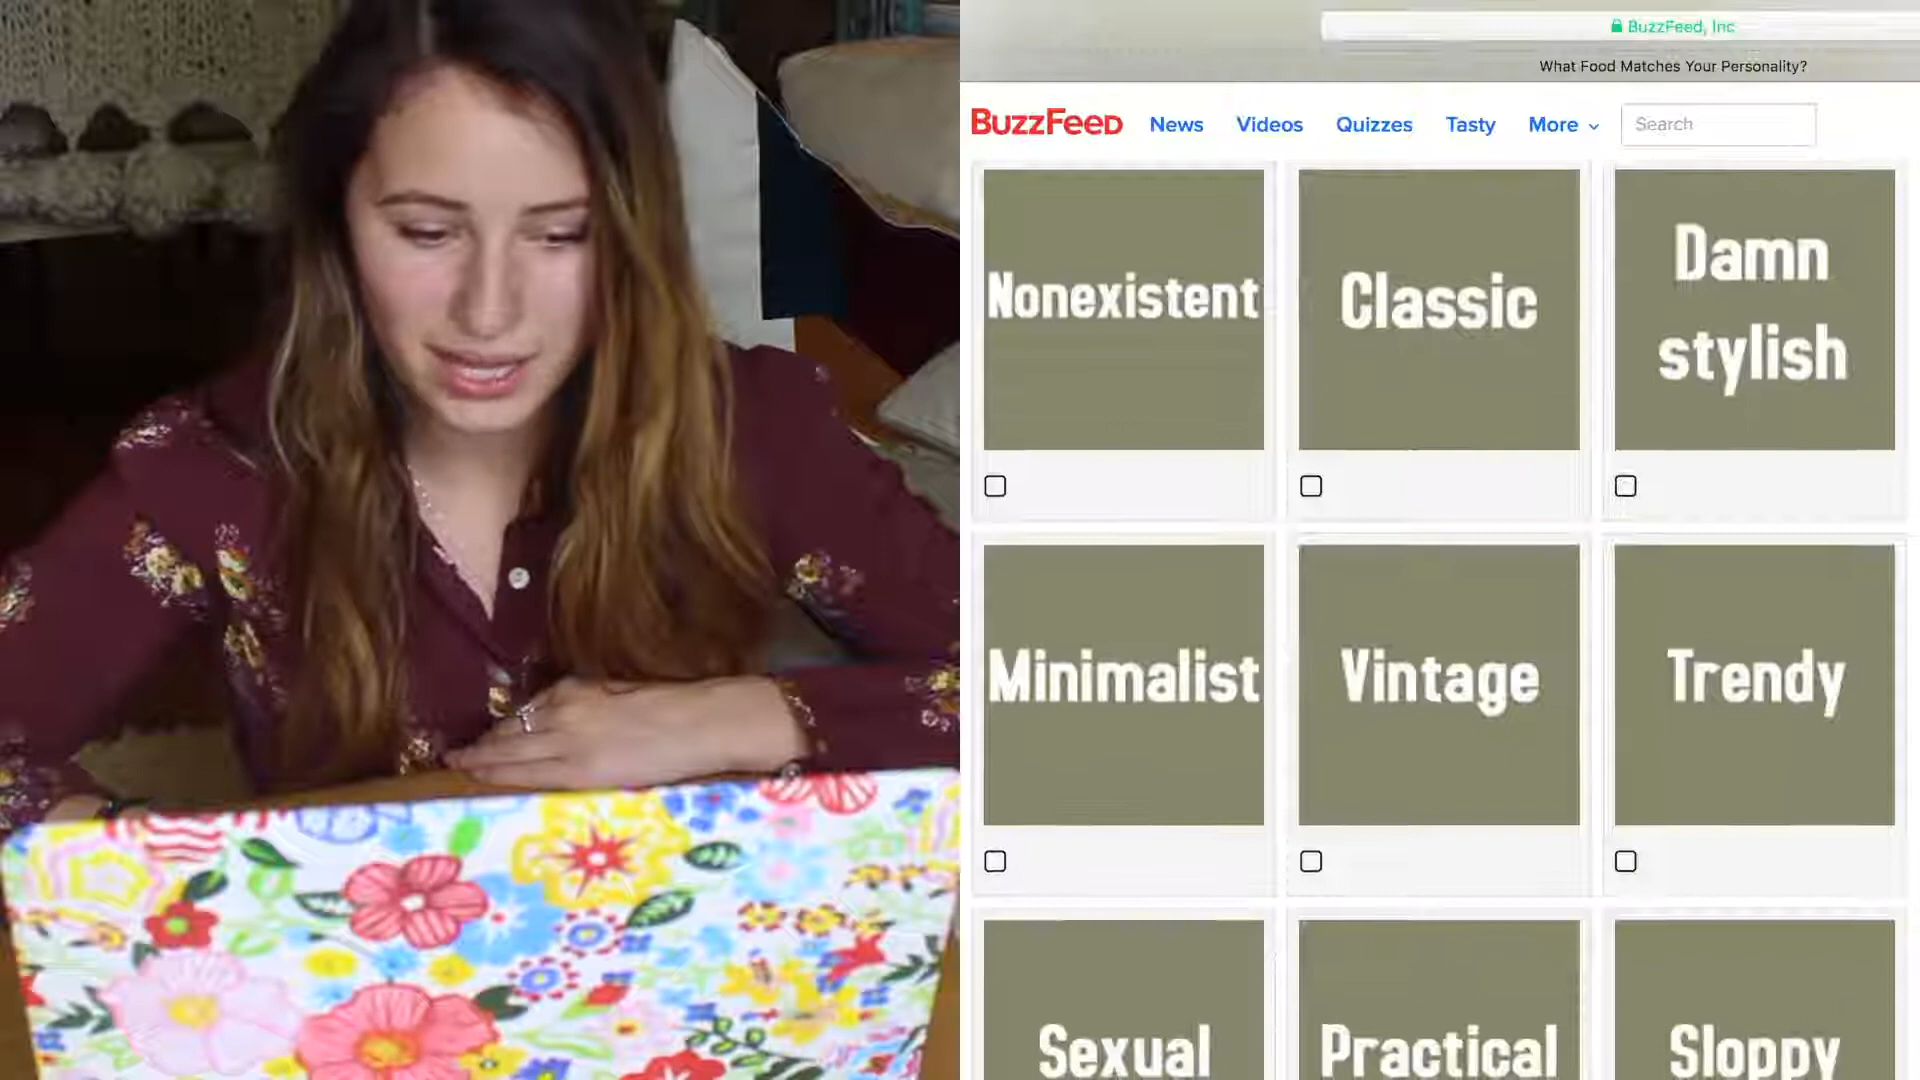 BuzzFeed, Inc
What Food Matches Your Personality?
BuzzFeed News Videos Quizzes Tasty More Search
Nonexistent
Classic
Damn
stylish
Minimalist
Vintage
Trendy
Sexual
Practical
Sloppy